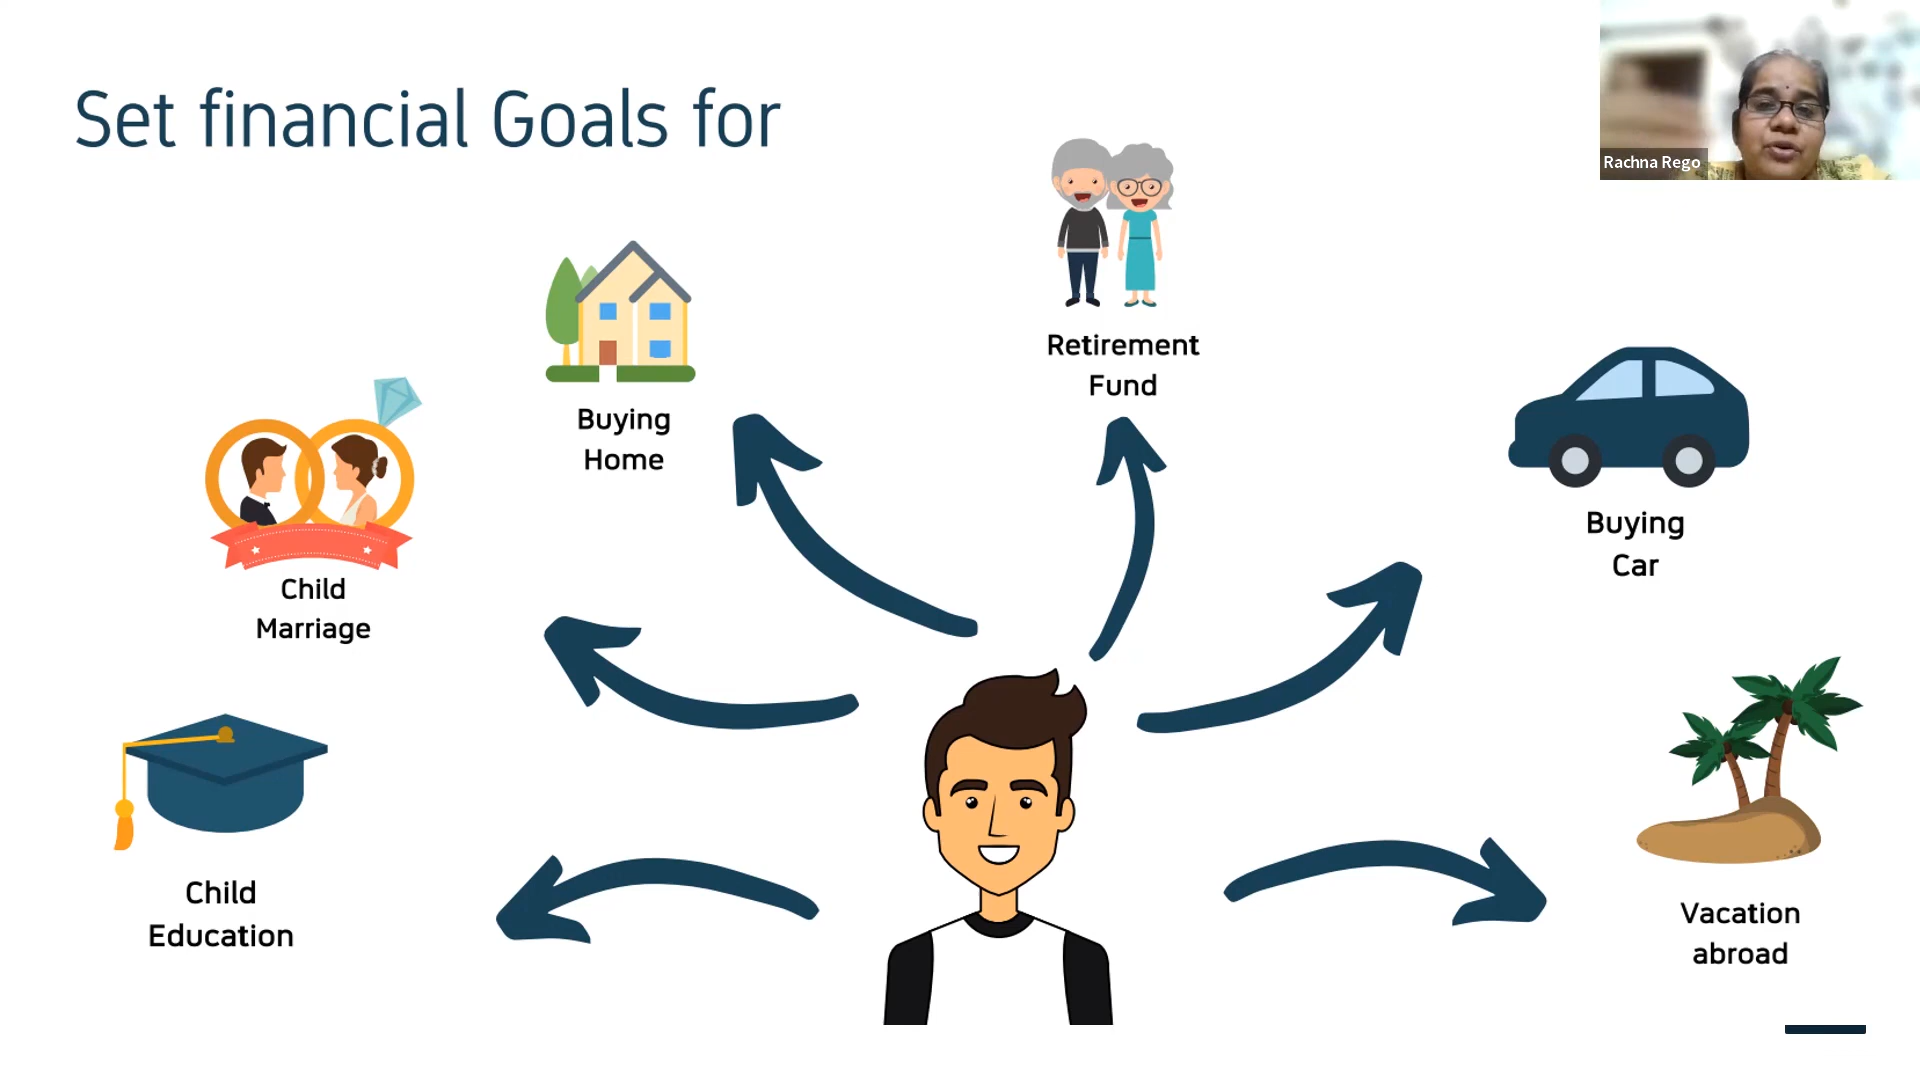 Set financial Goals for
Rachna Rego
Retirement
Fund
Buying
Home
Buying
Car
Child
Marriage
Child
Education
Vacation
abroad